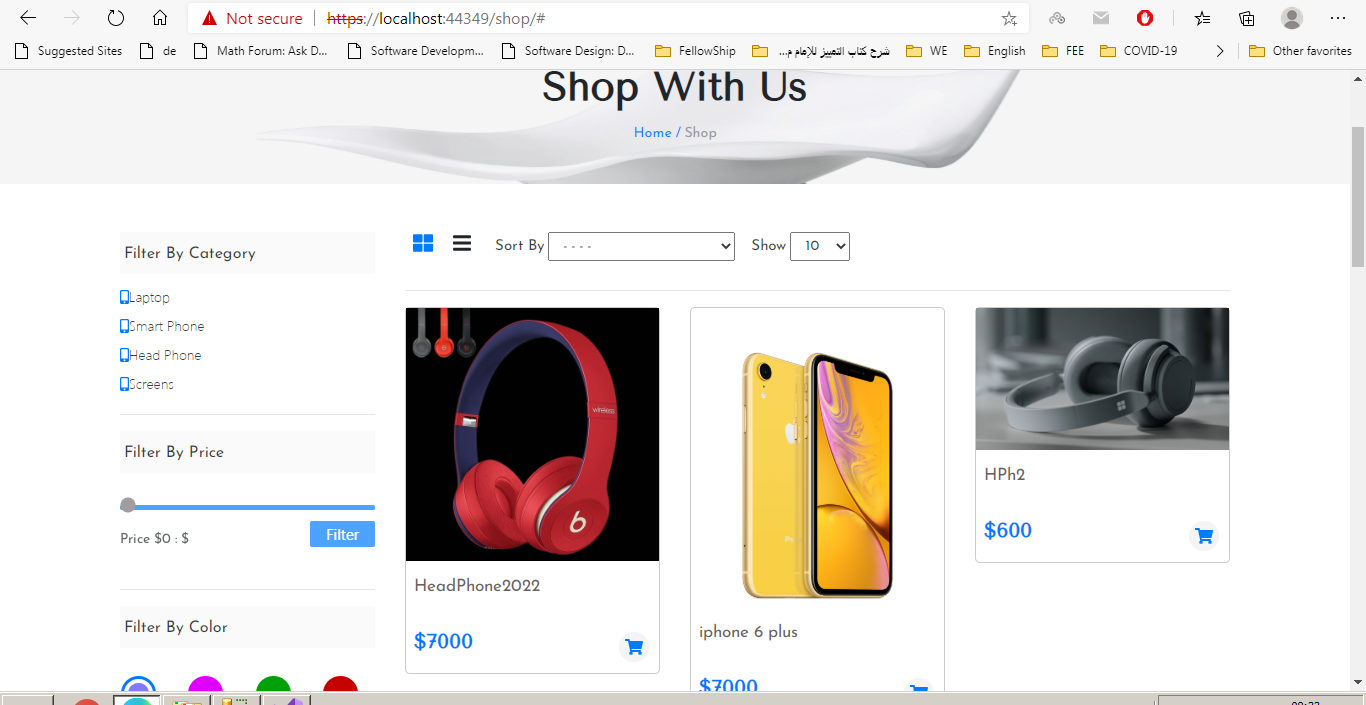 Not secure | https://localhost:44349/shop/#
Suggested Sites de Math Forum: Ask D... Software Developm... Software Design: D... FellowShip شرح كتاب التمييز للإمام م... WE English FEE COVID-19 Other favorites
Shop With Us
Home / Shop
Filter By Category
Laptop
Smart Phone
Head Phone
Screens
Filter By Price
Price $0 : $
Filter
Filter By Color
Sort By - - - - Show 10
wireless
HeadPhone2022
$7000
iphone 6 plus
$7000
HPh2
$600